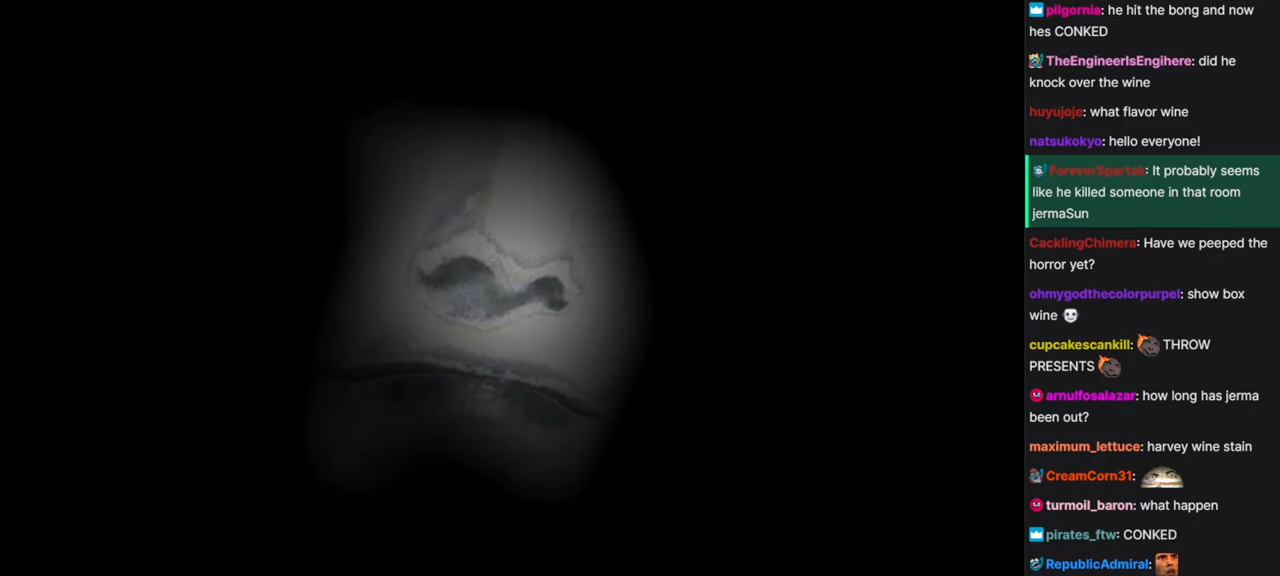 pilgornia: he hit the bong and now
hes CONKED
TheEngineerIsEngihere: did he
knock over the wine
huyujoje: what flavor wine
natsukokyo: hello everyone!
ForeverSpartak: It probably seems
like he killed someone in that room
jermaSun
CacklingChimera: Have we peeped the
horror yet?
ohmygodthecolorpurpel: show box
wine
cupcakescankill: THROW
PRESENTS
arnulfosalazar: how long has jerma
been out?
maximum_lettuce: harvey wine stain
CreamCorn31:
turmoil_baron: what happen
pirates_ftw: CONKED
RepublicAdmiral: